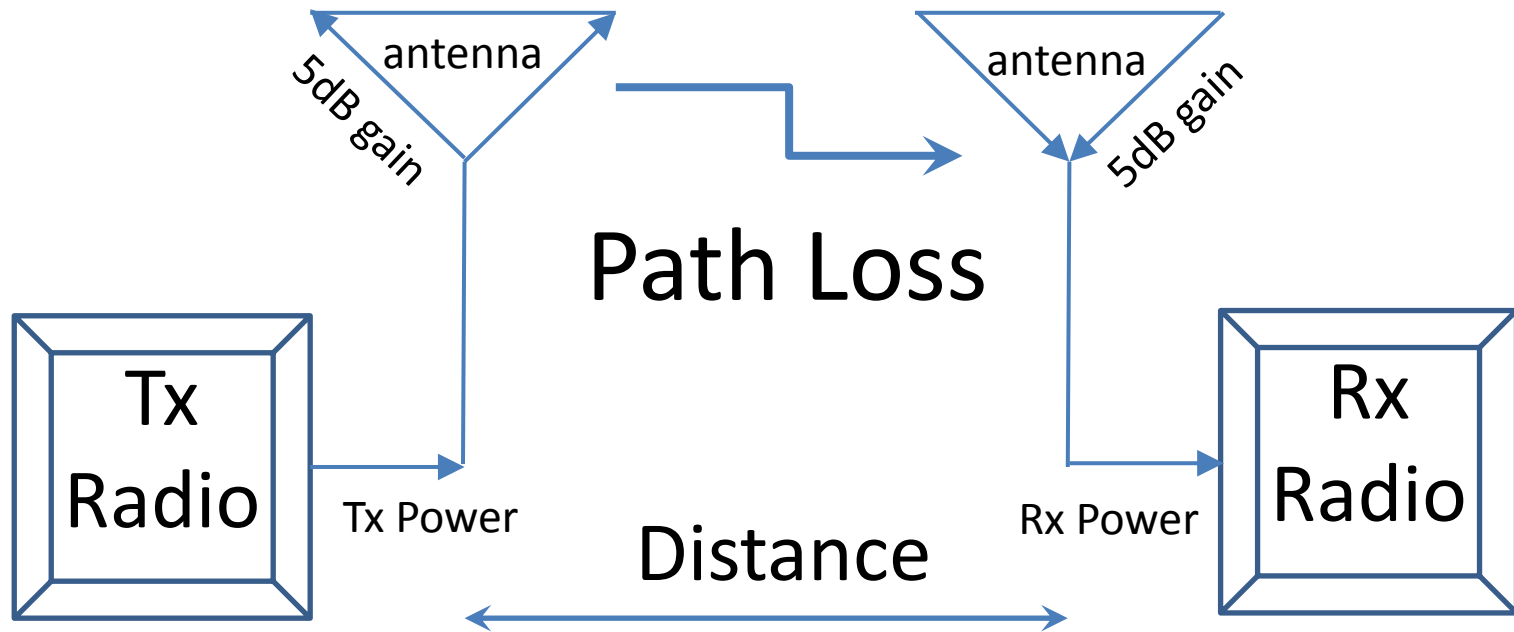 antenna
5dB gain
antenna
5dB gain
Path Loss
Tx
Radio
Tx Power
Rx
Radio
Rx Power
Distance